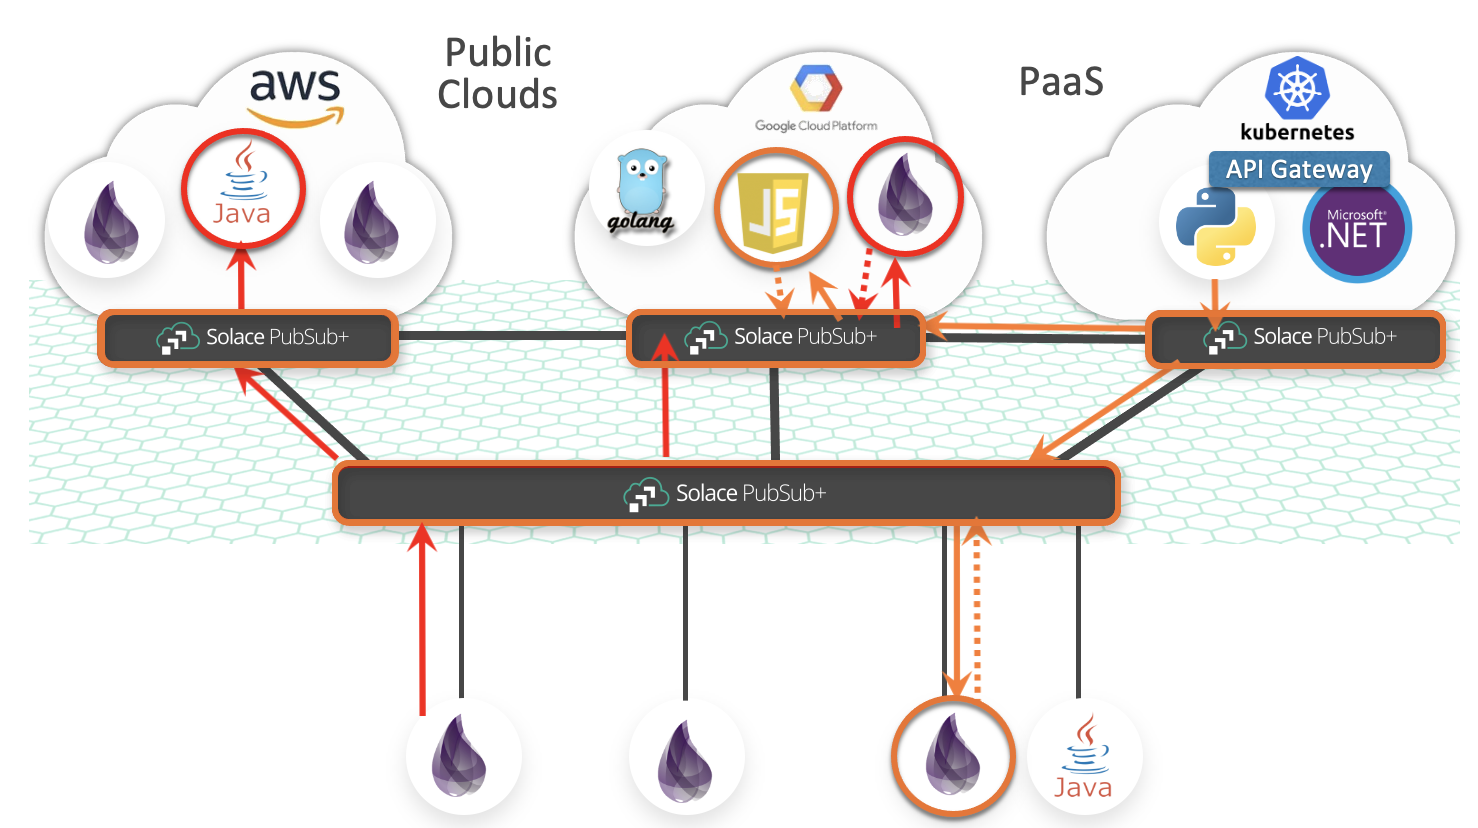 Public
Clouds
PaaS
aws
Google Cloud Platform
kubernetes
API Gateway
Java
golang
JS
Microsoft®
.NET
Solace PubSub+
Solace PubSub+
Solace PubSub+
Solace PubSub+
Java